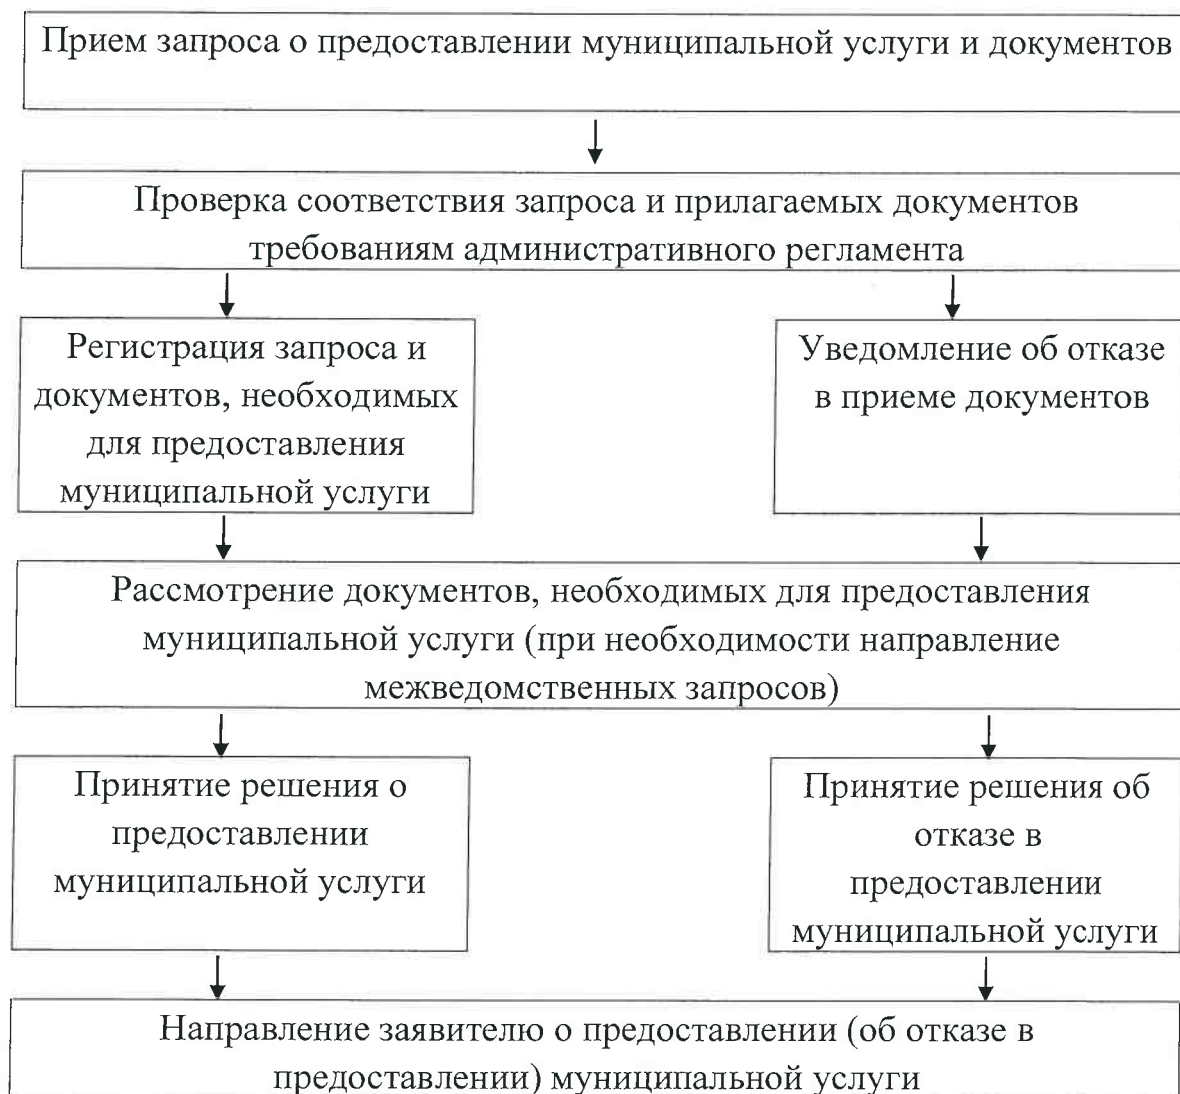 Прием запроса о предоставлении муниципальной услуги и документов
Проверка соответствия запроса и прилагаемых документов
требованиям административного регламента
Регистрация запроса и
документов, необходимых
для предоставления
муниципальной услуги
Уведомление об отказе
в приеме документов
Рассмотрение документов, необходимых для предоставления
муниципальной услуги (при необходимости направление
межведомственных запросов)
Принятие решения о
предоставлении
муниципальной услуги
Принятие решения об
отказе в
предоставлении
муниципальной услуги
Направление заявителю о предоставлении (об отказе в
предоставлении) муниципальной услуги